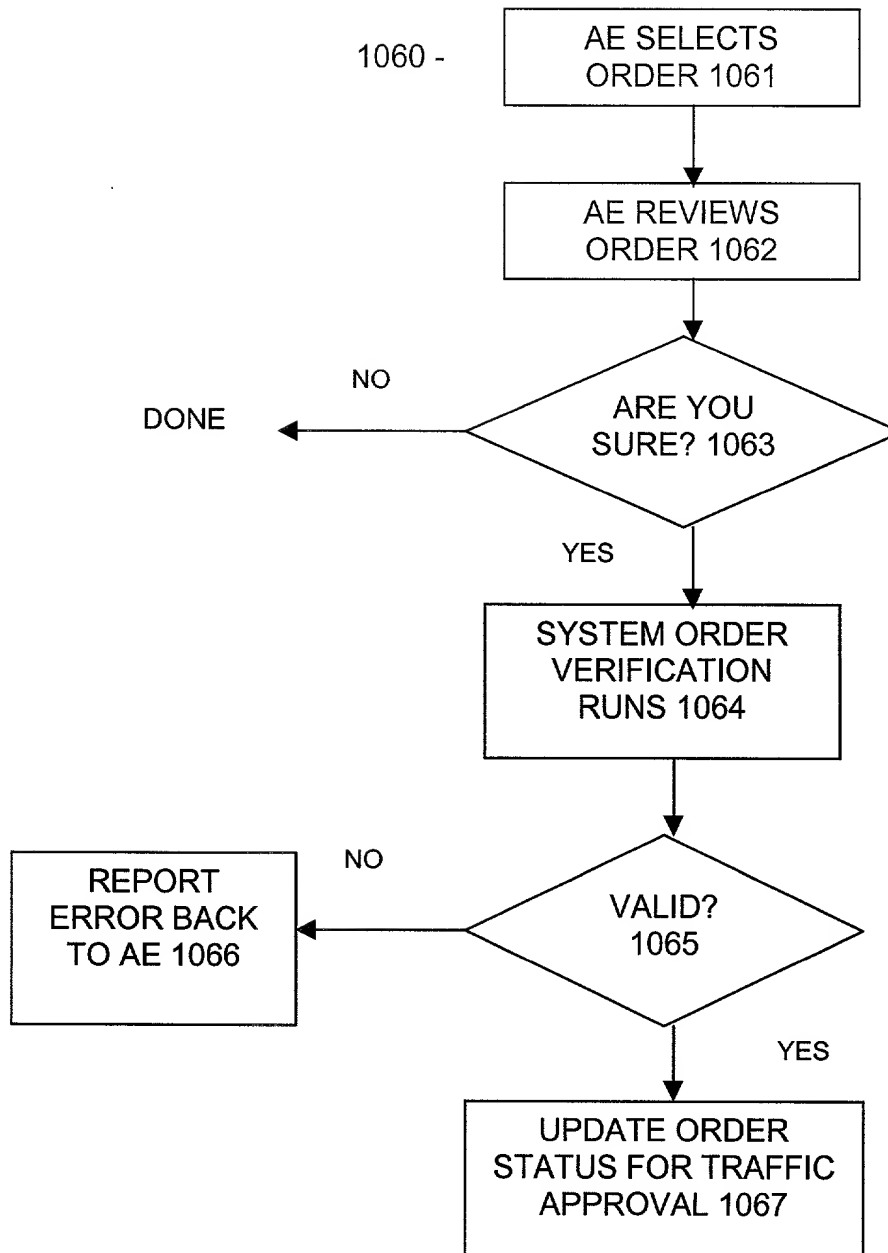 1060 -
AE SELECTS
ORDER 1061
AE REVIEWS
ORDER 1062
NO
DONE
ARE YOU
SURE? 1063
YES
SYSTEM ORDER
VERIFICATION
RUNS 1064
NO
REPORT
ERROR BACK
TO AE 1066
VALID?
1065
YES
UPDATE ORDER
STATUS FOR TRAFFIC
APPROVAL 1067